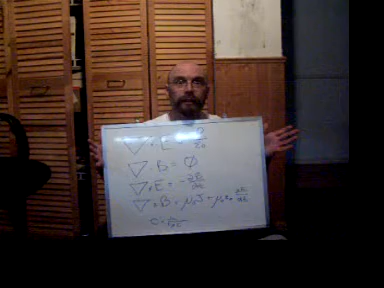 ▽·E = ρ/ε₀
▽·B = 0
▽×E = -∂B/∂t
▽×B = μ₀J + μ₀ε₀ ∂E/∂t